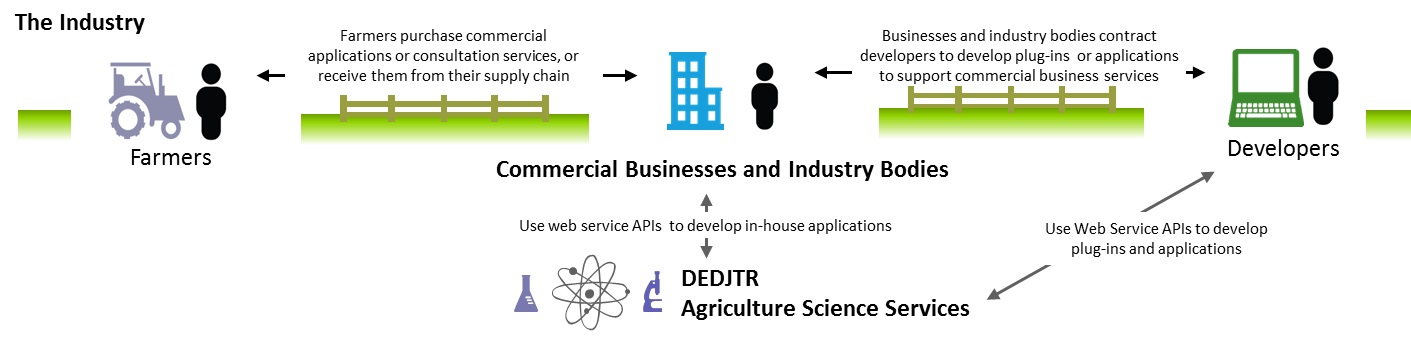 The Industry
Farmers purchase commercial
applications or consultation services, or
receive them from their supply chain
Businesses and industry bodies contract
developers to develop plug-ins or applications
to support commercial business services
Farmers
Commercial Businesses and Industry Bodies
Developers
Use web service APIs to develop in-house applications
Use Web Service APIs to develop
plug-ins and applications
DEDJTR
Agriculture Science Services